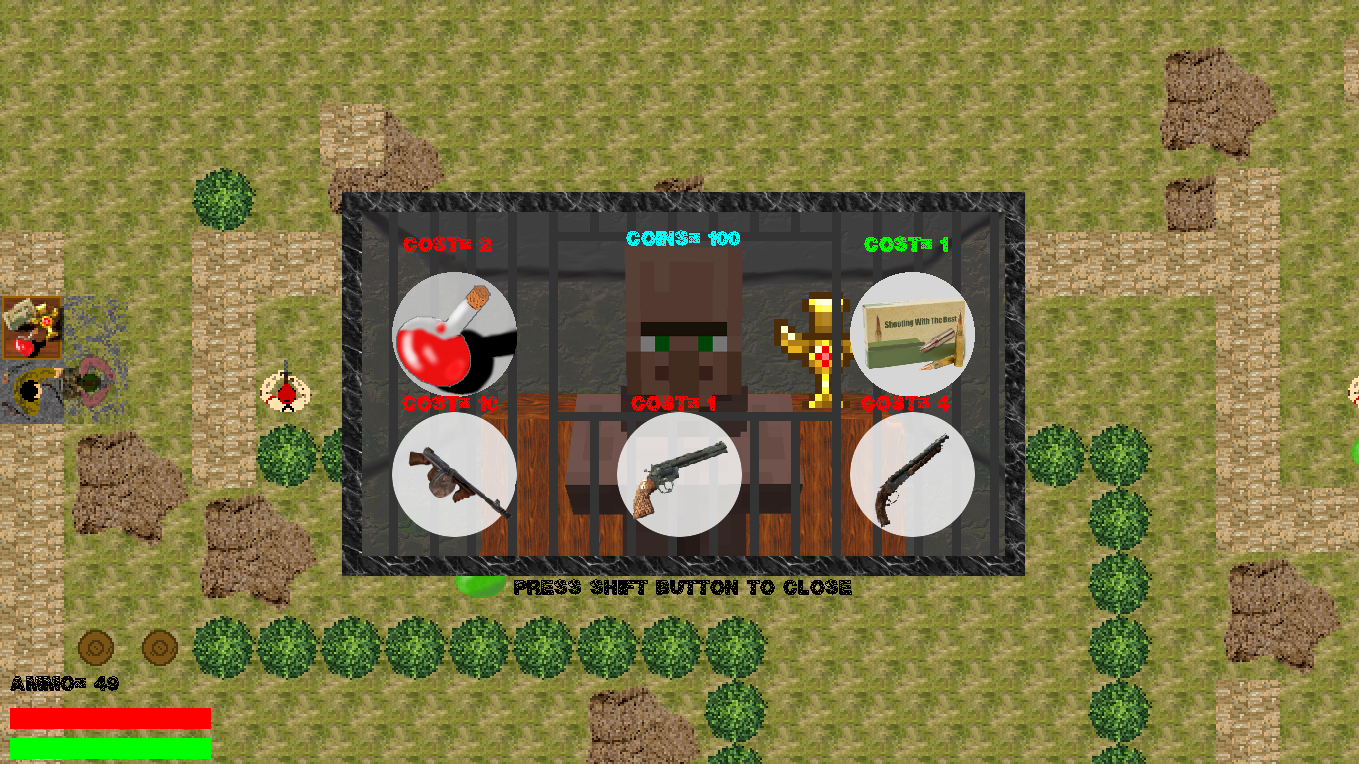 COST= 2
COINS= 100
COST= 1
Shooting With The Best
COST= 10
COST= 1
COST= 4
PRESS SHIFT BUTTON TO CLOSE
AMMO= 49